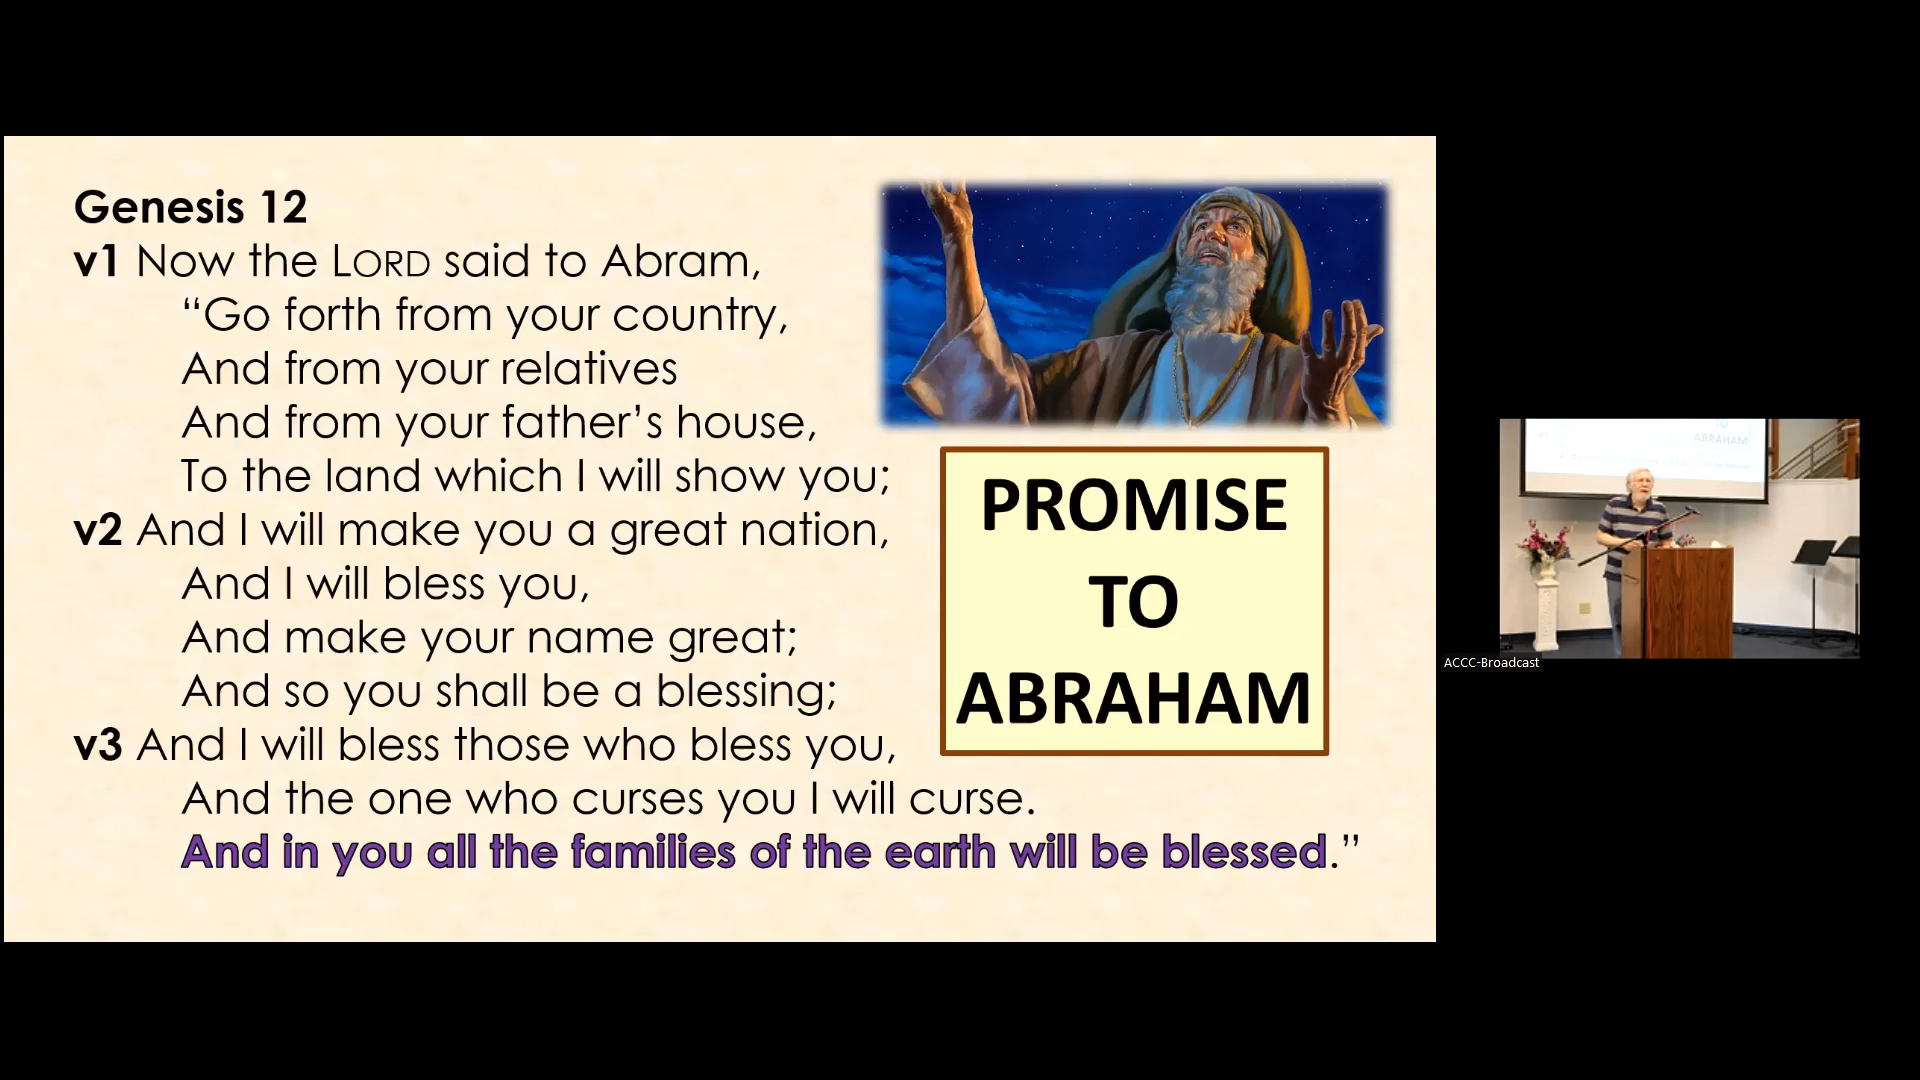 Genesis 12
v1 Now the LORD said to Abram,
“Go forth from your country,
And from your relatives
And from your father’s house,
To the land which I will show you;
v2 And I will make you a great nation,
And I will bless you,
And make your name great;
And so you shall be a blessing;
v3 And I will bless those who bless you,
And the one who curses you I will curse.
And in you all the families of the earth will be blessed.”
PROMISE
TO
ABRAHAM
TO
ABRAHAM
ACCC-Broadcast